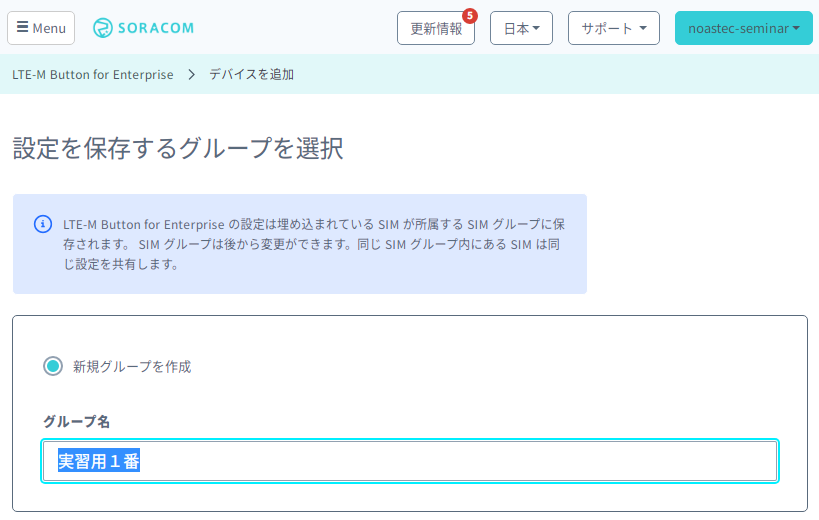 Menu
SORACOM
更新情報
5
日本
サポート
noastec-seminar
LTE-M Button for Enterprise
デバイスを追加
設定を保存するグループを選択
LTE-M Button for Enterprise の設定は埋め込まれている SIM が所属する SIM グループに保
存されます。 SIM グループは後から変更ができます。同じ SIM グループ内にある SIM は同
じ設定を共有します。
新規グループを作成
グループ名
実習用１番